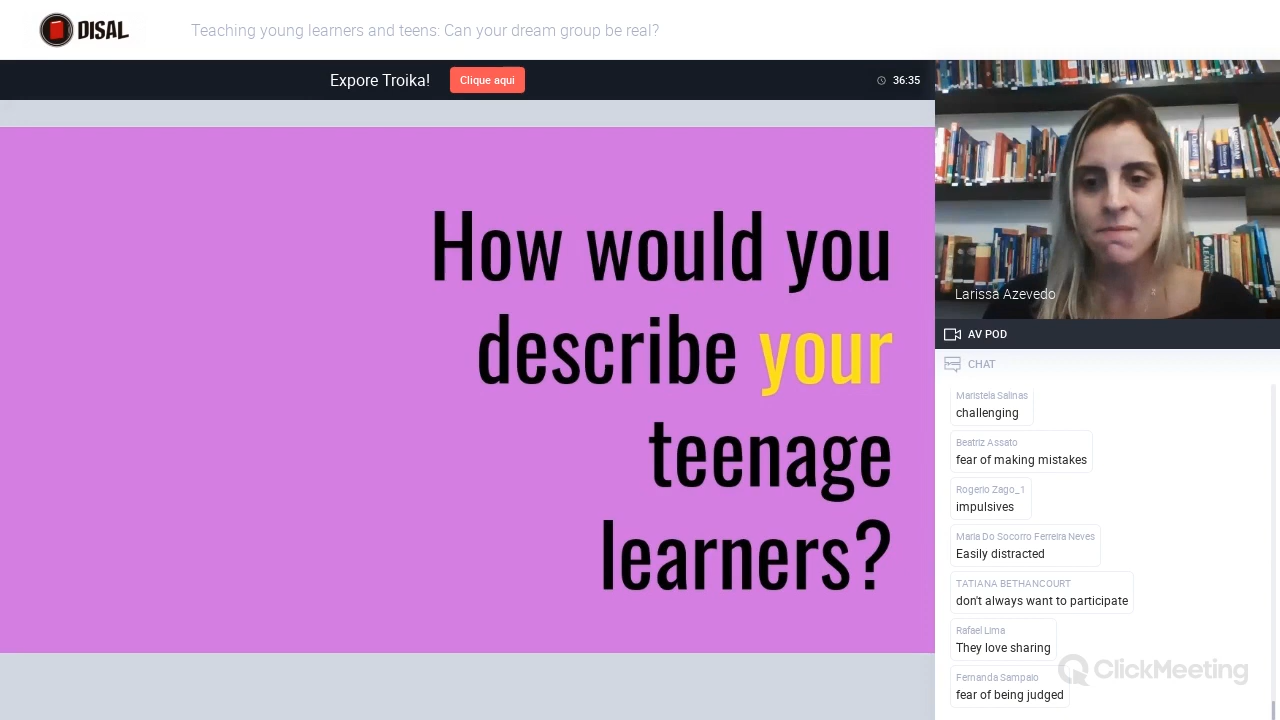 DISAL
Teaching young learners and teens: Can your dream group be real?
Expore Troika!
Clique aqui
36:35
How would you
describe your
teenage
learners?
Larissa Azevedo
AV POD
CHAT
Maristela Salinas
challenging
Beatriz Assato
fear of making mistakes
Rogerio Zago_1
impulsives
Maria Do Socorro Ferreira Neves
Easily distracted
TATIANA BETHANCOURT
don't always want to participate
Rafael Lima
They love sharing
ClickMeeting
Fernanda Sampaio
fear of being judged